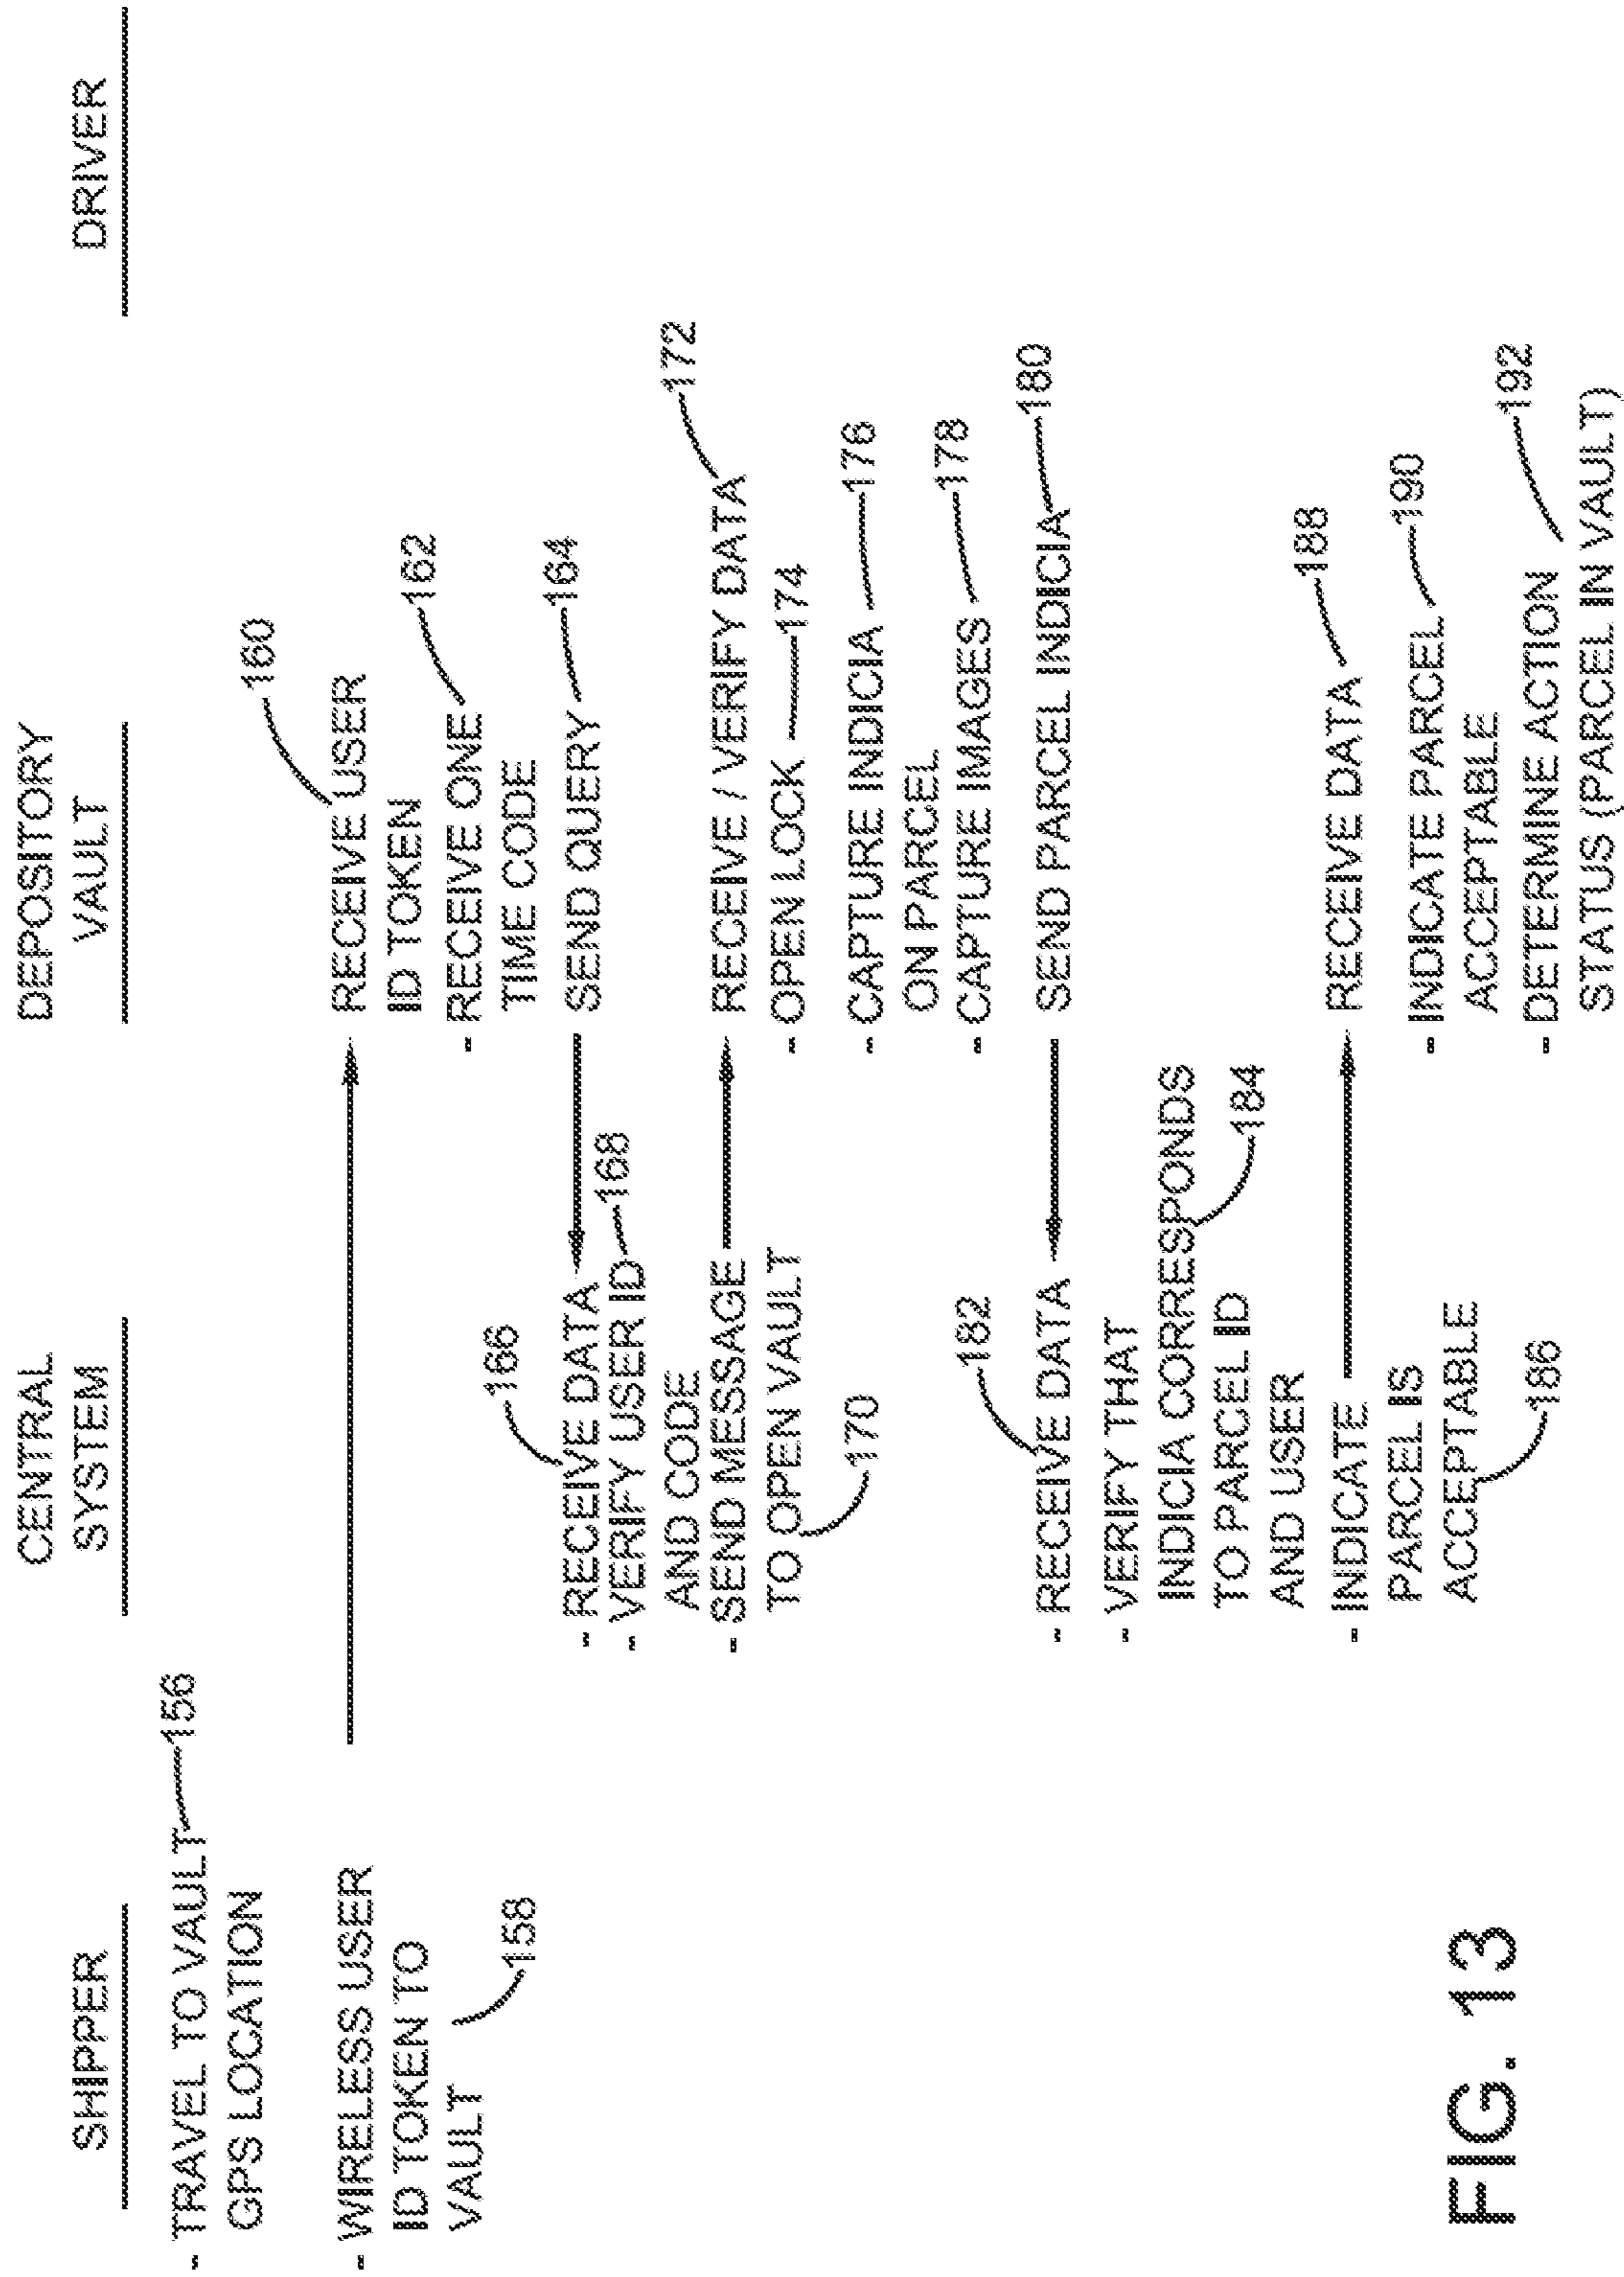 SHIPPER
- TRAVEL TO VAULT 156
GPS LOCATION
- WIRELESS USER
ID TOKEN TO
VAULT
158
CENTRAL
SYSTEM
166
- RECEIVE DATA
- VERIFY USER ID 168
AND CODE
- SEND MESSAGE
TO OPEN VAULT
170
182
- RECEIVE DATA
- VERIFY THAT
INDICIA CORRESPONDS
TO PARCEL ID
184
AND USER
- INDICATE
PARCEL IS
ACCEPTABLE
186
DEPOSITORY
VAULT
160
RECEIVE USER
ID TOKEN
162
- RECEIVE ONE
TIME CODE
SEND QUERY 164
172
RECEIVE / VERIFY DATA
- OPEN LOCK 174
- CAPTURE INDICIA 176
ON PARCEL
- CAPTURE IMAGES 178
SEND PARCEL INDICIA 180
188
RECEIVE DATA
- INDICATE PARCEL 190
ACCEPTABLE
- DETERMINE ACTION 192
STATUS (PARCEL IN VAULT)
DRIVER
FIG. 13